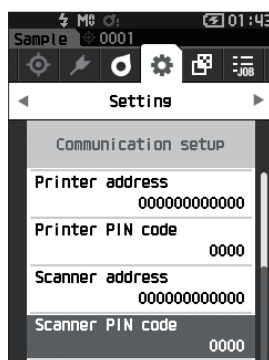 M 01:43
Sample 0001
JOB
Setting
Communication setup
Printer address
000000000000
Printer PIN code
0000
Scanner address
000000000000
Scanner PIN code
0000